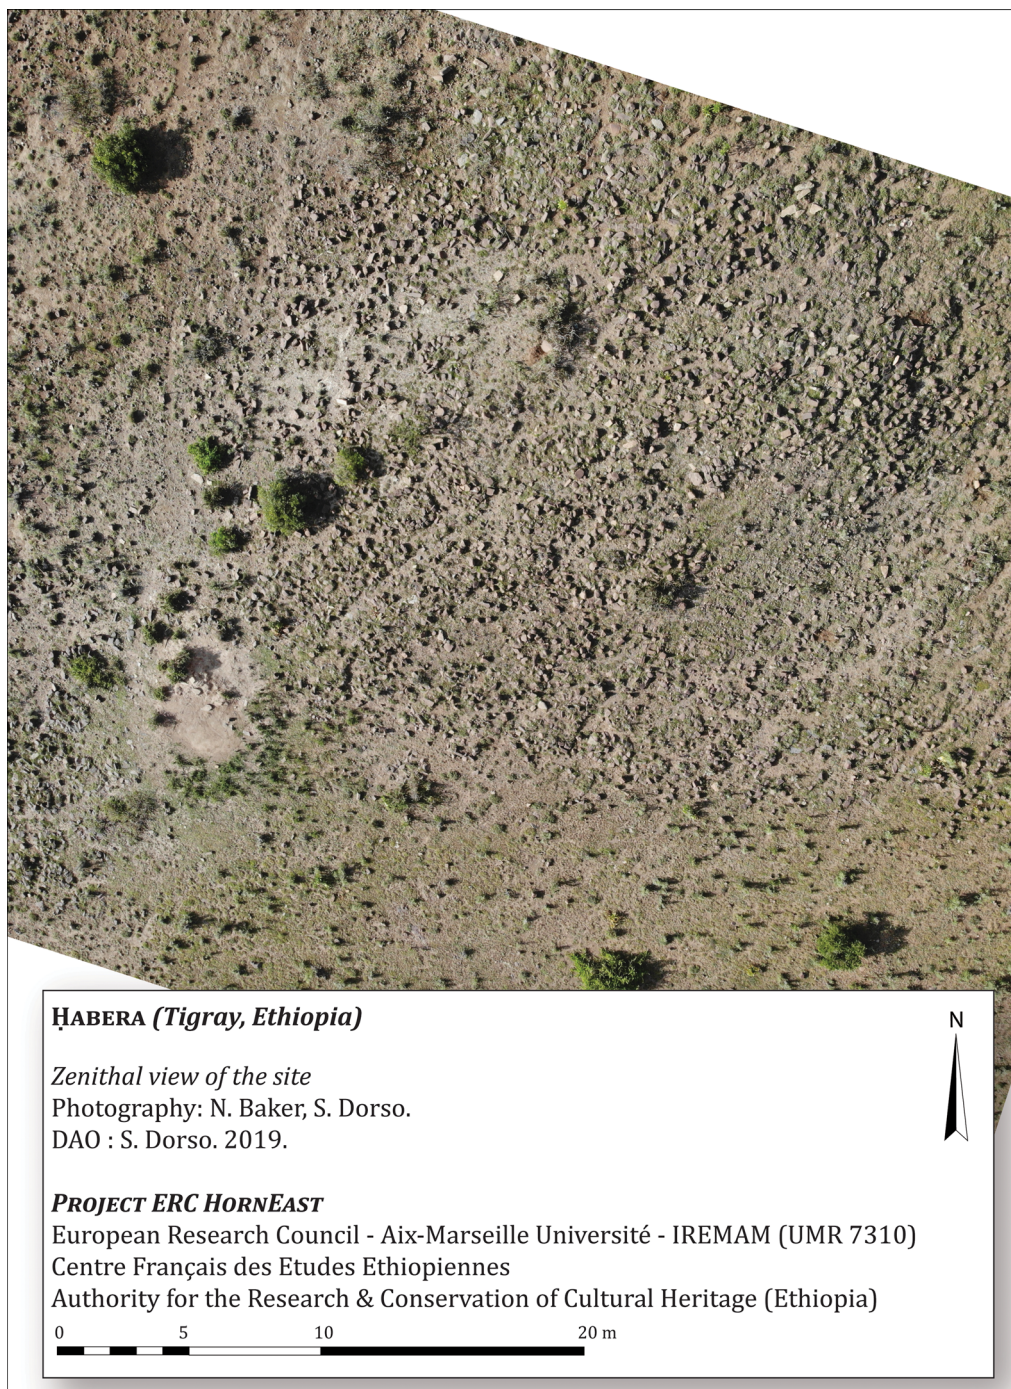 ḤABERA (Tigray, Ethiopia)
Zenithal view of the site
Photography: N. Baker, S. Dorso.
DAO : S. Dorso. 2019.
PROJECT ERC HORNEAST
European Research Council - Aix-Marseille Université - IREMAM (UMR 7310)
Centre Français des Etudes Ethiopiennes
Authority for the Research & Conservation of Cultural Heritage (Ethiopia)
N
0 5 10 20 m